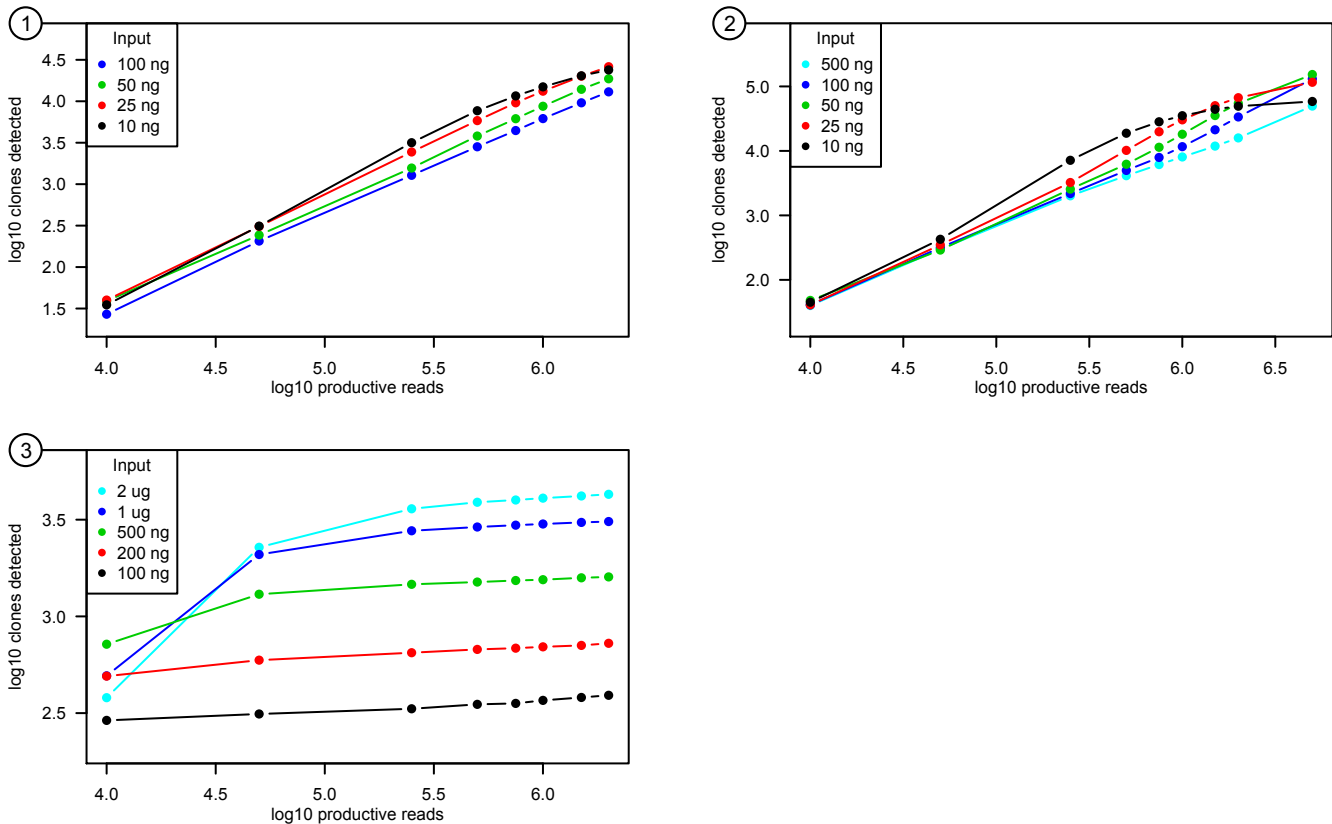 1
Input
100 ng
50 ng
25 ng
10 ng
log10 clones detected
4.5
4.0
3.5
3.0
2.5
2.0
1.5
4.0 4.5 5.0 5.5 6.0
log10 productive reads
2
Input
500 ng
100 ng
50 ng
25 ng
10 ng
log10 clones detected
5.0
4.0
3.0
2.0
4.0 4.5 5.0 5.5 6.0 6.5
log10 productive reads
3
Input
2 ug
1 ug
500 ng
200 ng
100 ng
log10 clones detected
3.5
3.0
2.5
4.0 4.5 5.0 5.5 6.0
log10 productive reads